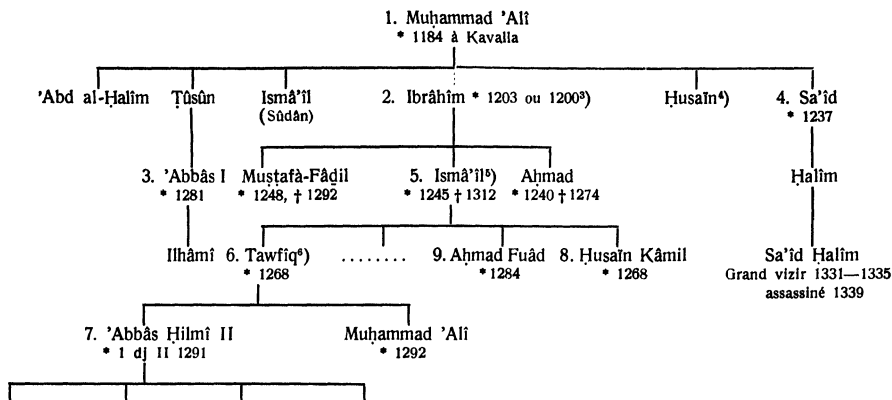 1. Muḥammad 'Alî
* 1184 à Kavalla
'Abd al-Ḥalîm Ṭûsûn Ismâ'îl 2. Ibrâhîm * 1203 ou 1200³) Ḥusaïn⁴) 4. Sa'îd
(Sûdân) * 1237
3. 'Abbâs I Muṣṭafà-Fâḍil 5. Ismâ'îl⁵) Aḥmad Ḥalîm
* 1281 * 1248, † 1292 * 1245 † 1312 * 1240 † 1274
Ilhâmî 6. Tawfîq⁶) ........ 9. Aḥmad Fuâd 8. Ḥusaïn Kâmil Sa'îd Ḥalîm
* 1268 * 1284 * 1268 Grand vizir 1331—1335
assassiné 1339
7. 'Abbâs Ḥilmî II Muḥammad 'Alî
* 1 dj II 1291 * 1292